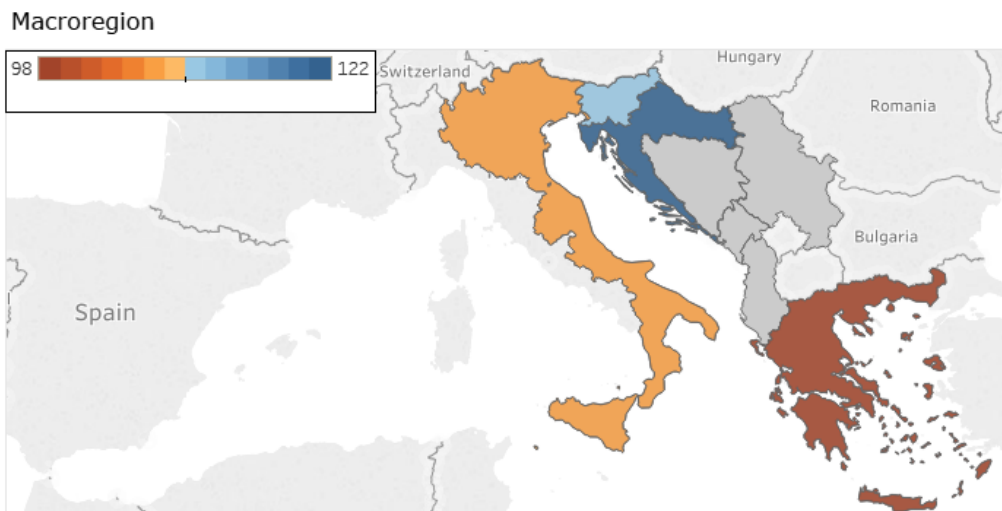 Macroregion
98 122
Switzerland
Hungary
Romania
Bulgaria
Spain